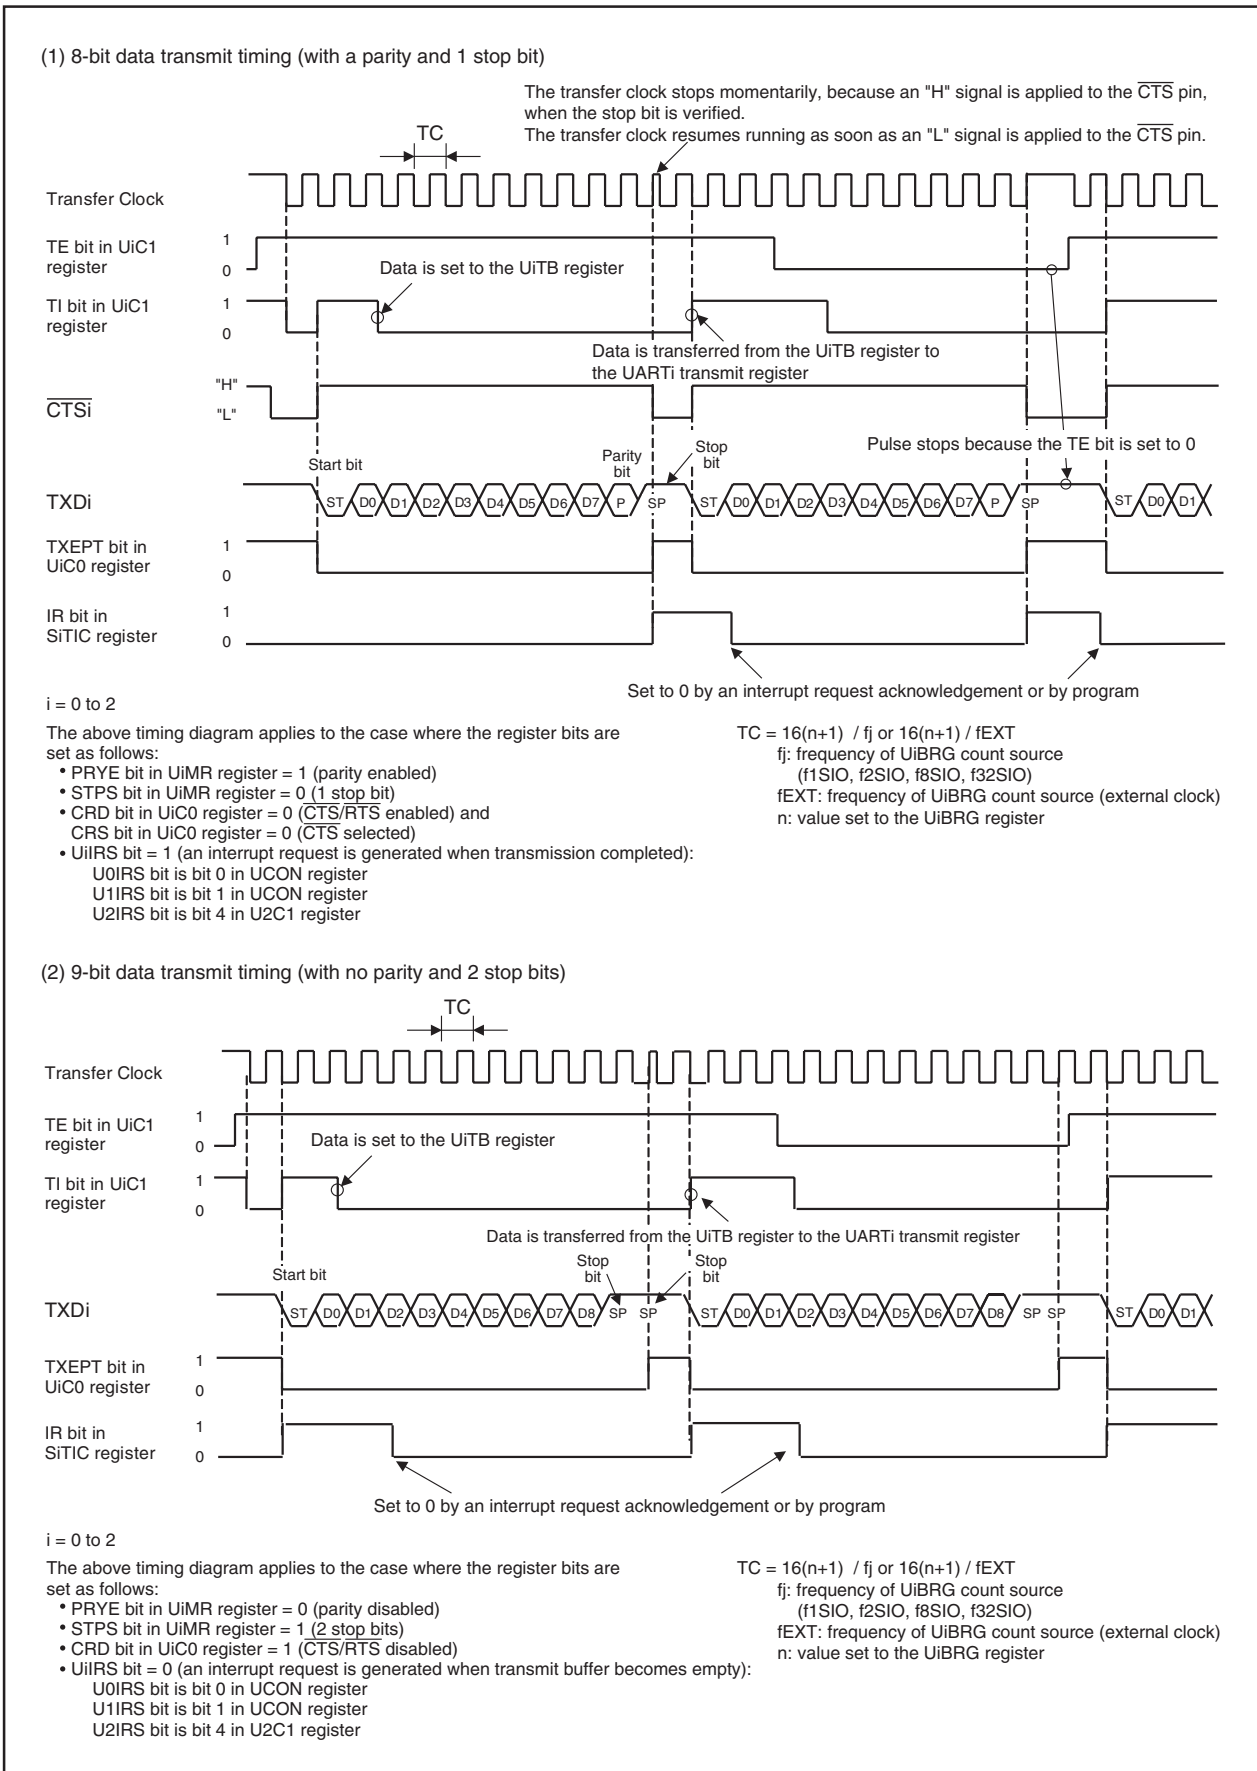 (1) 8-bit data transmit timing (with a parity and 1 stop bit)
The transfer clock stops momentarily, because an "H" signal is applied to the CTS pin,
when the stop bit is verified.
The transfer clock resumes running as soon as an "L" signal is applied to the CTS pin.
TC
Transfer Clock
TE bit in UiC1
register
1
0
Data is set to the UiTB register
TI bit in UiC1
register
1
0
Data is transferred from the UiTB register to
the UARTi transmit register
CTSi
"H"
"L"
Pulse stops because the TE bit is set to 0
Start bit
Parity
bit
Stop
bit
TXDi
ST D0 D1 D2 D3 D4 D5 D6 D7 P SP ST D0 D1 D2 D3 D4 D5 D6 D7 P SP ST D0 D1
TXEPT bit in
UiC0 register
1
0
IR bit in
SiTIC register
1
0
Set to 0 by an interrupt request acknowledgement or by program
i = 0 to 2
The above timing diagram applies to the case where the register bits are
set as follows:
• PRYE bit in UiMR register = 1 (parity enabled)
• STPS bit in UiMR register = 0 (1 stop bit)
• CRD bit in UiC0 register = 0 (CTS/RTS enabled) and
CRS bit in UiC0 register = 0 (CTS selected)
• UiIRS bit = 1 (an interrupt request is generated when transmission completed):
U0IRS bit is bit 0 in UCON register
U1IRS bit is bit 1 in UCON register
U2IRS bit is bit 4 in U2C1 register
TC = 16(n+1) / fj or 16(n+1) / fEXT
fj: frequency of UiBRG count source
(f1SIO, f2SIO, f8SIO, f32SIO)
fEXT: frequency of UiBRG count source (external clock)
n: value set to the UiBRG register
(2) 9-bit data transmit timing (with no parity and 2 stop bits)
TC
Transfer Clock
TE bit in UiC1
register
1
0
Data is set to the UiTB register
TI bit in UiC1
register
1
0
Data is transferred from the UiTB register to the UARTi transmit register
Start bit
Stop
bit
Stop
bit
TXDi
ST D0 D1 D2 D3 D4 D5 D6 D7 D8 SP SP ST D0 D1 D2 D3 D4 D5 D6 D7 D8 SP SP ST D0 D1
TXEPT bit in
UiC0 register
1
0
IR bit in
SiTIC register
1
0
Set to 0 by an interrupt request acknowledgement or by program
i = 0 to 2
The above timing diagram applies to the case where the register bits are
set as follows:
• PRYE bit in UiMR register = 0 (parity disabled)
• STPS bit in UiMR register = 1 (2 stop bits)
• CRD bit in UiC0 register = 1 (CTS/RTS disabled)
• UiIRS bit = 0 (an interrupt request is generated when transmit buffer becomes empty):
U0IRS bit is bit 0 in UCON register
U1IRS bit is bit 1 in UCON register
U2IRS bit is bit 4 in U2C1 register
TC = 16(n+1) / fj or 16(n+1) / fEXT
fj: frequency of UiBRG count source
(f1SIO, f2SIO, f8SIO, f32SIO)
fEXT: frequency of UiBRG count source (external clock)
n: value set to the UiBRG register